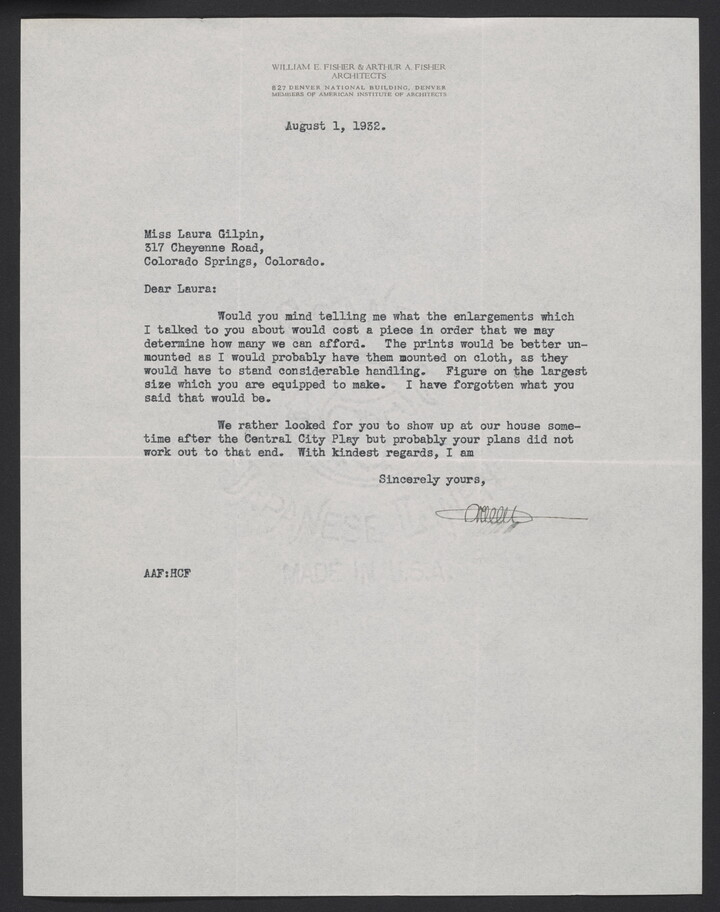 WILLIAM E. FISHER & ARTHUR A. FISHER
ARCHITECTS
827 DENVER NATIONAL BUILDING, DENVER
MEMBERS OF AMERICAN INSTITUTE OF ARCHITECTS
August 1, 1932.
Miss Laura Gilpin,
317 Cheyenne Road,
Colorado Springs, Colorado.
Dear Laura:
Would you mind telling me what the enlargements which
I talked to you about would cost a piece in order that we may
determine how many we can afford. The prints would be better un-
mounted as I would probably have them mounted on cloth, as they
would have to stand considerable handling. Figure on the largest
size which you are equipped to make. I have forgotten what you
said that would be.
We rather looked for you to show up at our house some-
time after the Central City Play but probably your plans did not
work out to that end. With kindest regards, I am
Sincerely yours,
JAPANESE
MADE IN U.S.A.
AAF:HCF